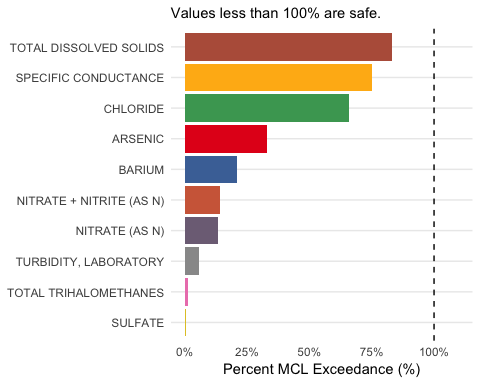 Values less than 100% are safe.
TOTAL DISSOLVED SOLIDS
SPECIFIC CONDUCTANCE
CHLORIDE
ARSENIC
BARIUM
NITRATE + NITRITE (AS N)
NITRATE (AS N)
TURBIDITY, LABORATORY
TOTAL TRIHALOMETHANES
SULFATE
0% 25% 50% 75% 100%
Percent MCL Exceedance (%)